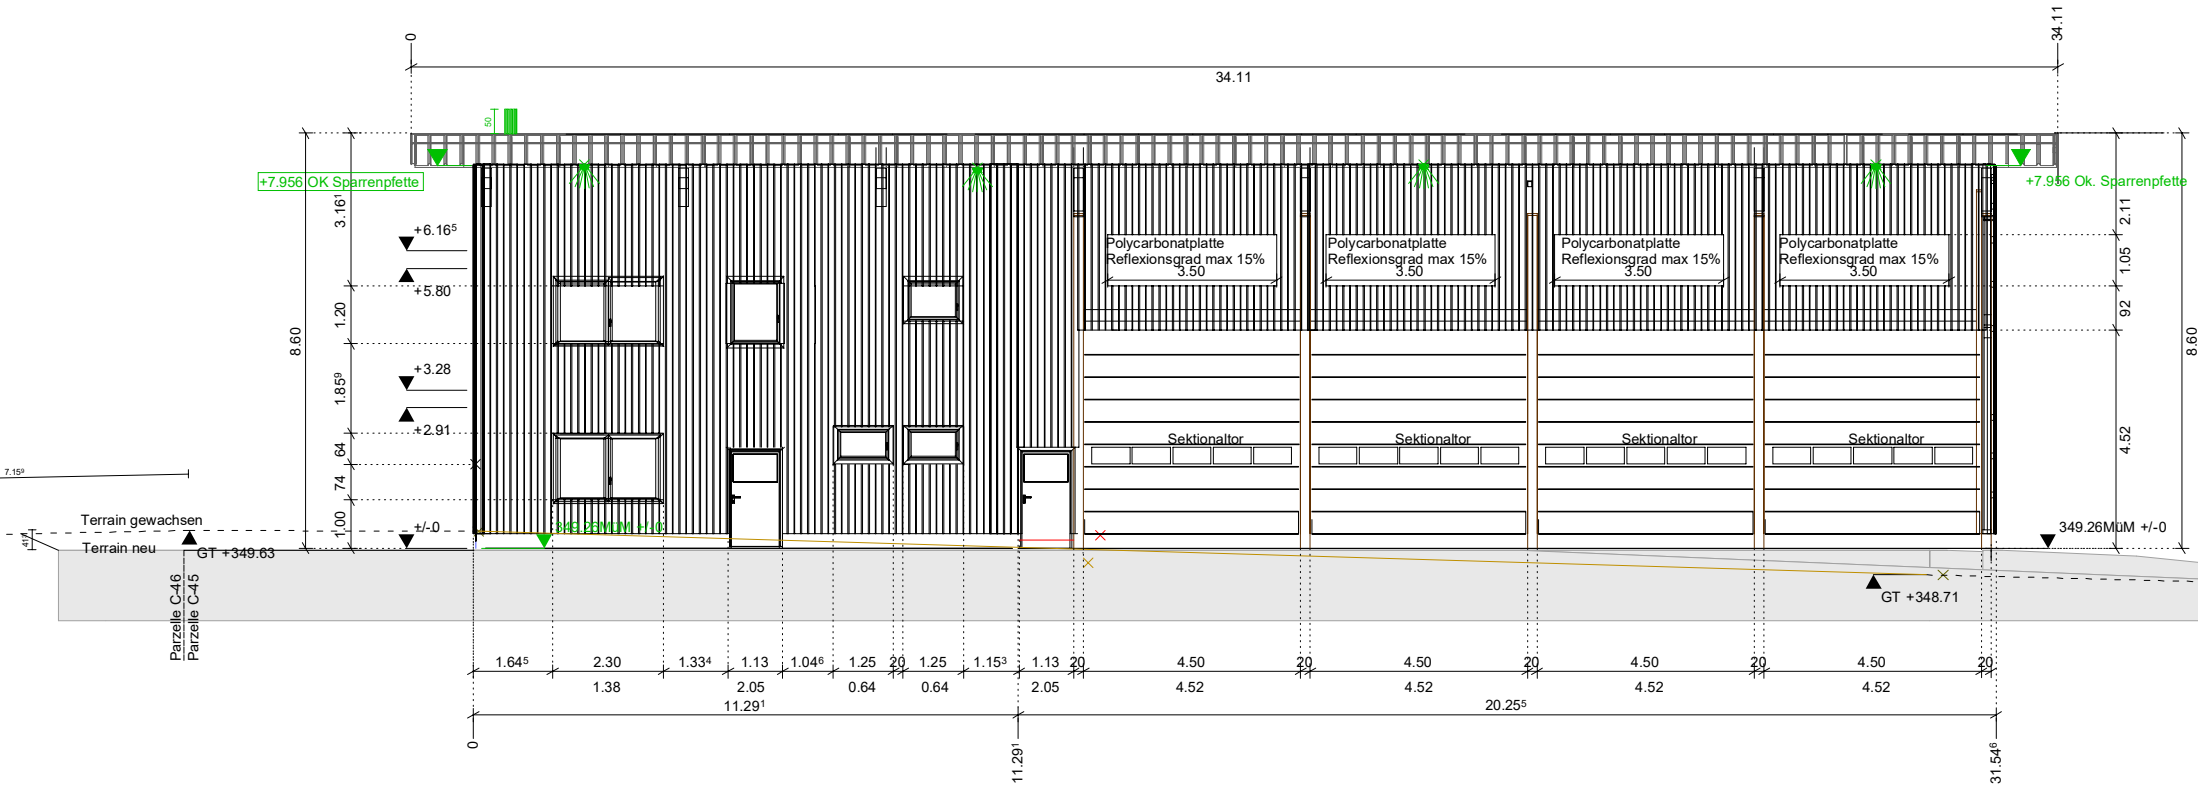 0
34.11
34.11
50
+7.956 OK Sparrenpfette
+7.956 Ok. Sparrenpfette
3.16¹
2.11
+6.16⁵
Polycarbonatplatte
Reflexionsgrad max 15%
3.50
Polycarbonatplatte
Reflexionsgrad max 15%
3.50
Polycarbonatplatte
Reflexionsgrad max 15%
3.50
Polycarbonatplatte
Reflexionsgrad max 15%
3.50
1.05
+5.80
1.20
92
8.60
8.60
+3.28
1.85⁹
+2.91
64
4.52
Sektionaltor
Sektionaltor
Sektionaltor
Sektionaltor
7.15⁹
74
1.00
+/-0
349.26MüM +/-0
349.26MüM +/-0
Terrain gewachsen
Terrain neu
GT +349.63
GT +348.71
Parzelle C-46
Parzelle C-45
1.64⁵
2.30
1.33⁴
1.13
1.04⁶
1.25
20
1.25
1.15³
1.13
20
4.50
20
4.50
20
4.50
20
4.50
20
1.38
2.05
0.64
0.64
2.05
4.52
4.52
4.52
4.52
11.29¹
20.25⁵
0
11.29¹
31.54⁶